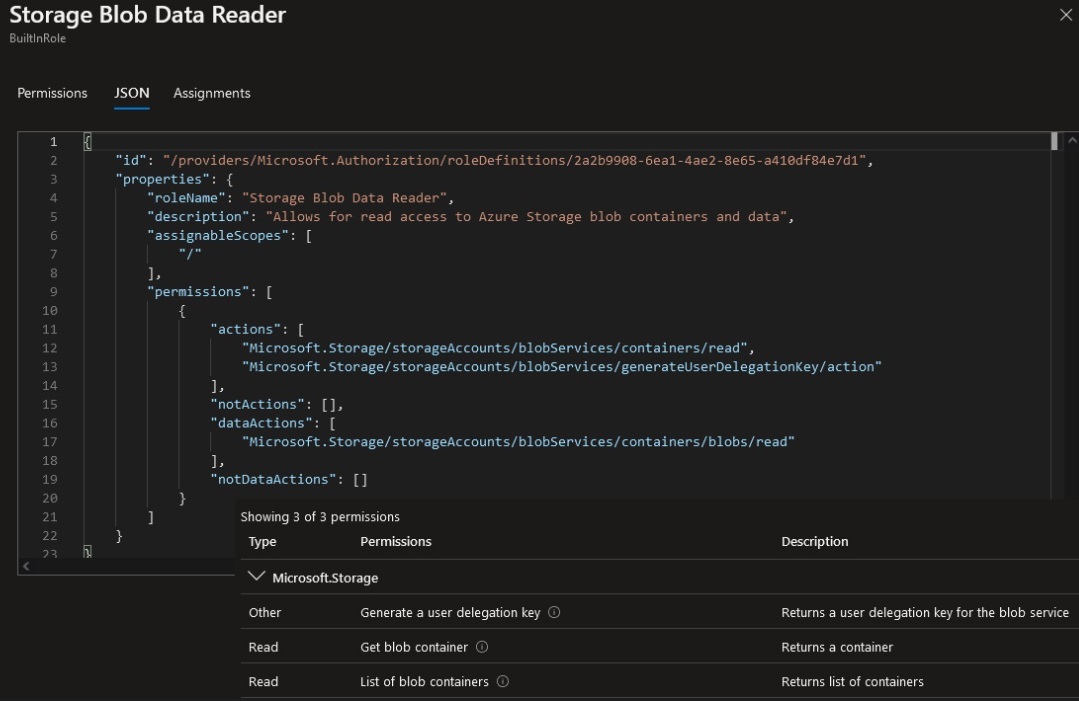 Storage Blob Data Reader
BuiltInRole
Permissions JSON Assignments
1 {
2 "id": "/providers/Microsoft.Authorization/roleDefinitions/2a2b9908-6ea1-4ae2-8e65-a410df84e7d1",
3 "properties": {
4 "roleName": "Storage Blob Data Reader",
5 "description": "Allows for read access to Azure Storage blob containers and data",
6 "assignableScopes": [
7 "/"
8 ],
9 "permissions": [
10 {
11 "actions": [
12 "Microsoft.Storage/storageAccounts/blobServices/containers/read",
13 "Microsoft.Storage/storageAccounts/blobServices/generateUserDelegationKey/action"
14 ],
15 "notActions": [],
16 "dataActions": [
17 "Microsoft.Storage/storageAccounts/blobServices/containers/blobs/read"
18 ],
19 "notDataActions": []
20 }
21 ]
22 }
23 }
Showing 3 of 3 permissions
Type Permissions Description
Microsoft.Storage
Other Generate a user delegation key Returns a user delegation key for the blob service
Read Get blob container Returns a container
Read List of blob containers Returns list of containers